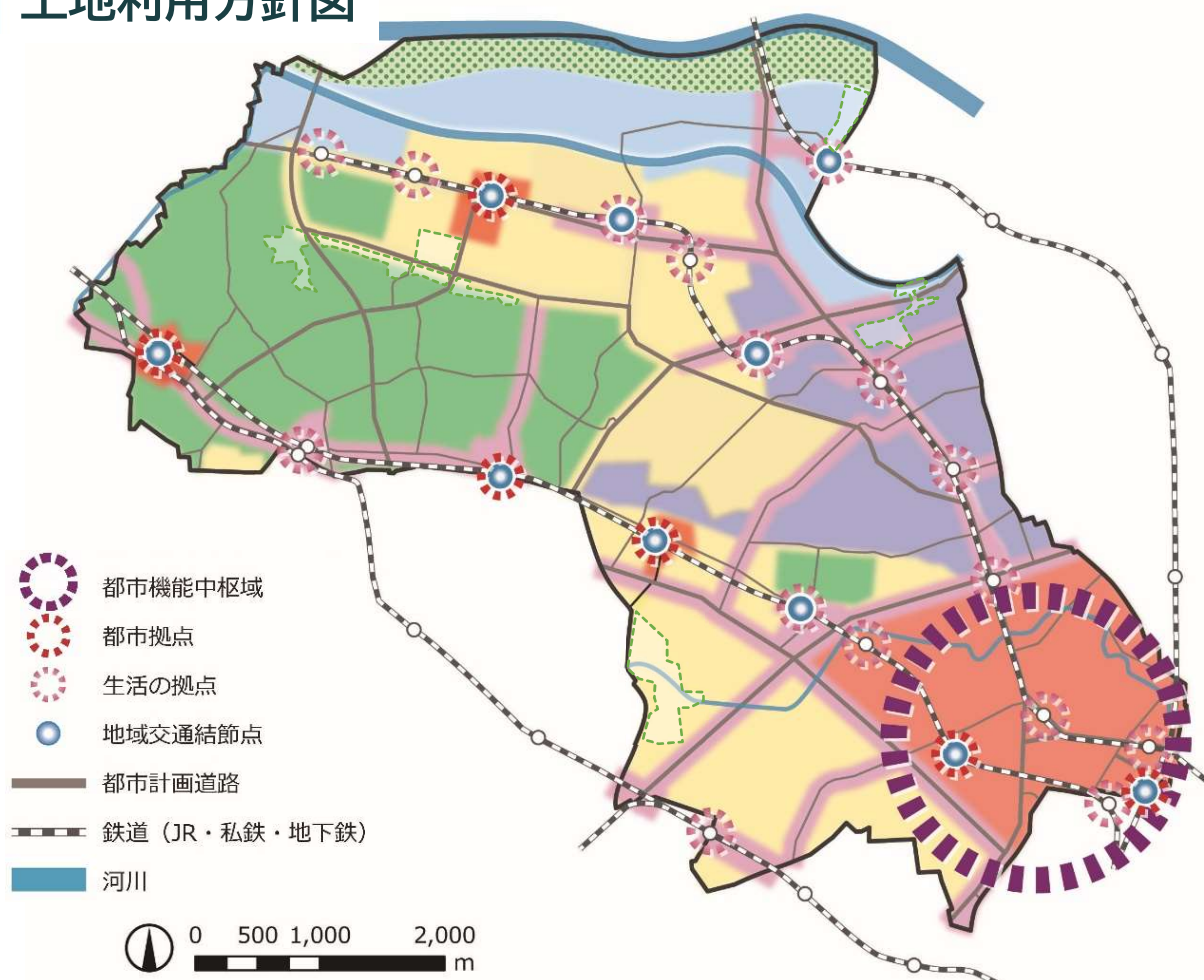 土地利用方針図
都市機能中枢域
都市拠点
生活の拠点
地域交通結節点
都市計画道路
鉄道（JR・私鉄・地下鉄）
河川
0 500 1,000 2,000
m